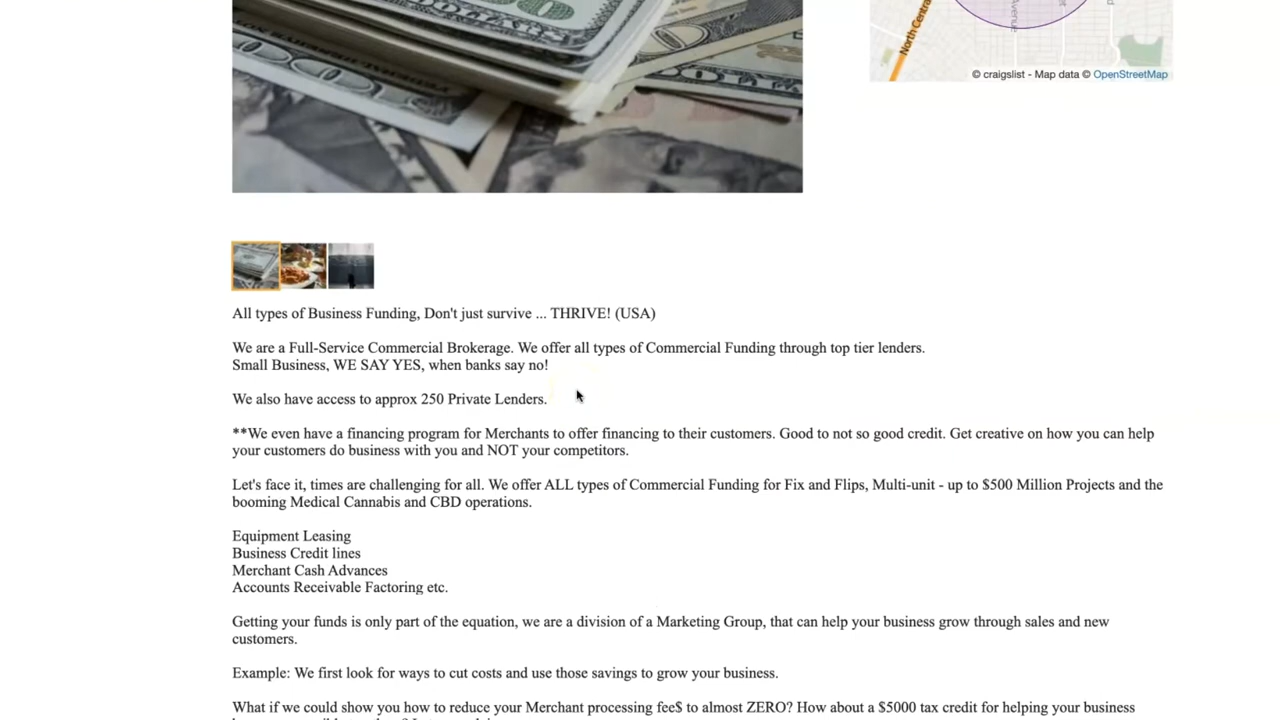 North Centra
Avenue
© craigslist - Map data © OpenStreetMap
All types of Business Funding, Don't just survive ... THRIVE! (USA)
We are a Full-Service Commercial Brokerage. We offer all types of Commercial Funding through top tier lenders.
Small Business, WE SAY YES, when banks say no!
We also have access to approx 250 Private Lenders.
**We even have a financing program for Merchants to offer financing to their customers. Good to not so good credit. Get creative on how you can help
your customers do business with you and NOT your competitors.
Let's face it, times are challenging for all. We offer ALL types of Commercial Funding for Fix and Flips, Multi-unit - up to $500 Million Projects and the
booming Medical Cannabis and CBD operations.
Equipment Leasing
Business Credit lines
Merchant Cash Advances
Accounts Receivable Factoring etc.
Getting your funds is only part of the equation, we are a division of a Marketing Group, that can help your business grow through sales and new
customers.
Example: We first look for ways to cut costs and use those savings to grow your business.
What if we could show you how to reduce your Merchant processing fee$ to almost ZERO? How about a $5000 tax credit for helping your business